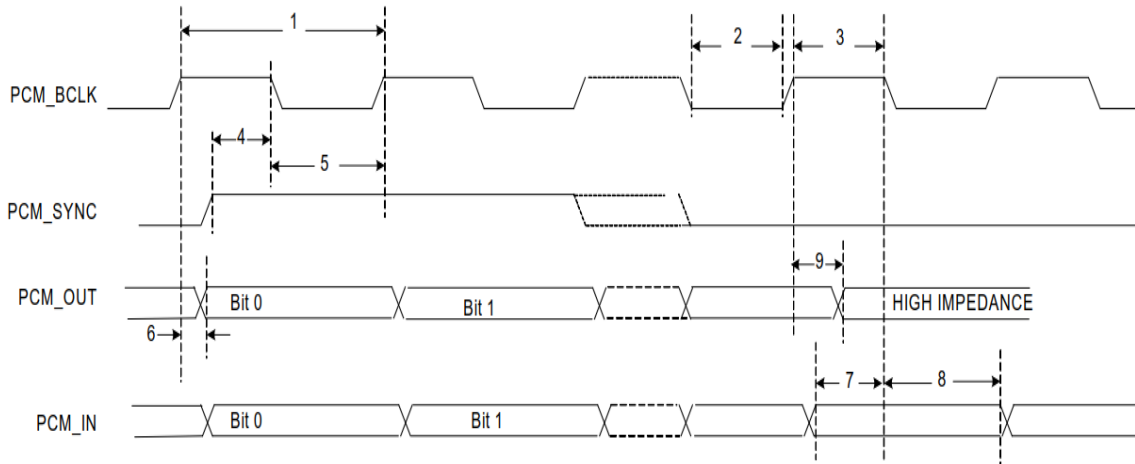 1
2
3
PCM_BCLK
4
5
PCM_SYNC
9
PCM_OUT
Bit 0
Bit 1
HIGH IMPEDANCE
6
7
8
PCM_IN
Bit 0
Bit 1